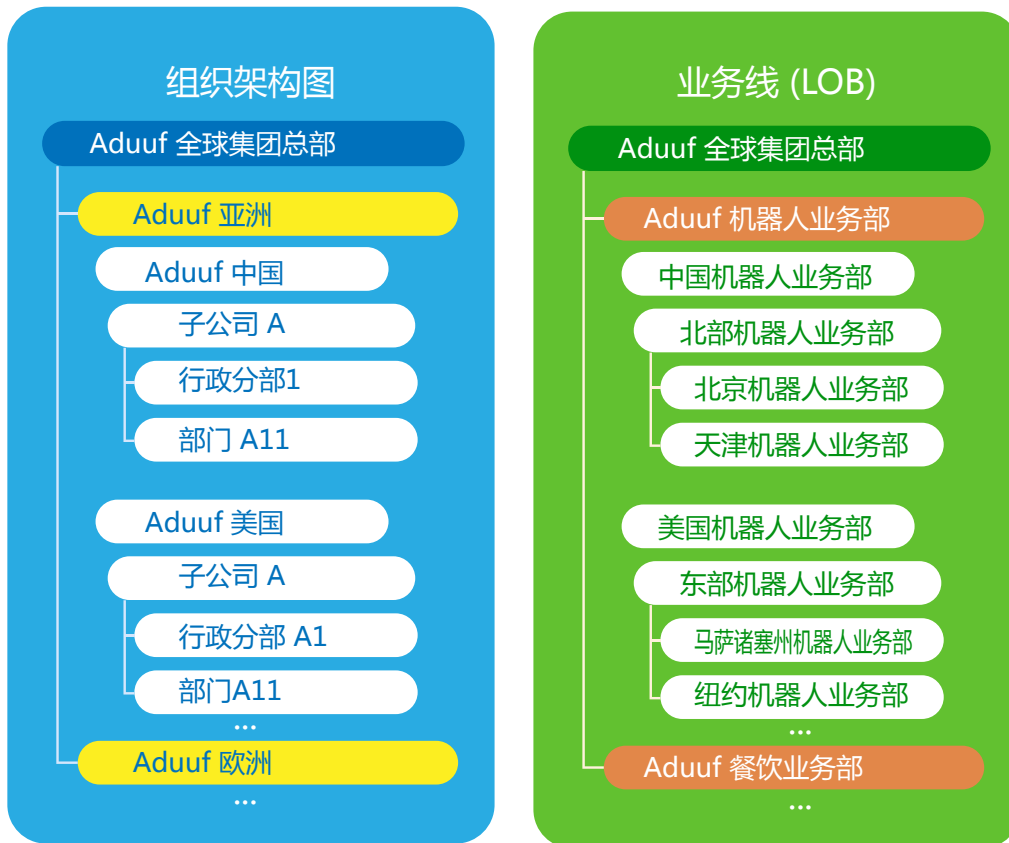 组织架构图
Aduuf 全球集团总部
Aduuf 亚洲
Aduuf 中国
子公司 A
行政分部1
部门 A11
Aduuf 美国
子公司 A
行政分部 A1
部门A11
...
Aduuf 欧洲
...
业务线 (LOB)
Aduuf 全球集团总部
Aduuf 机器人业务部
中国机器人业务部
北部机器人业务部
北京机器人业务部
天津机器人业务部
美国机器人业务部
东部机器人业务部
马萨诸塞州机器人业务部
纽约机器人业务部
...
Aduuf 餐饮业务部
...